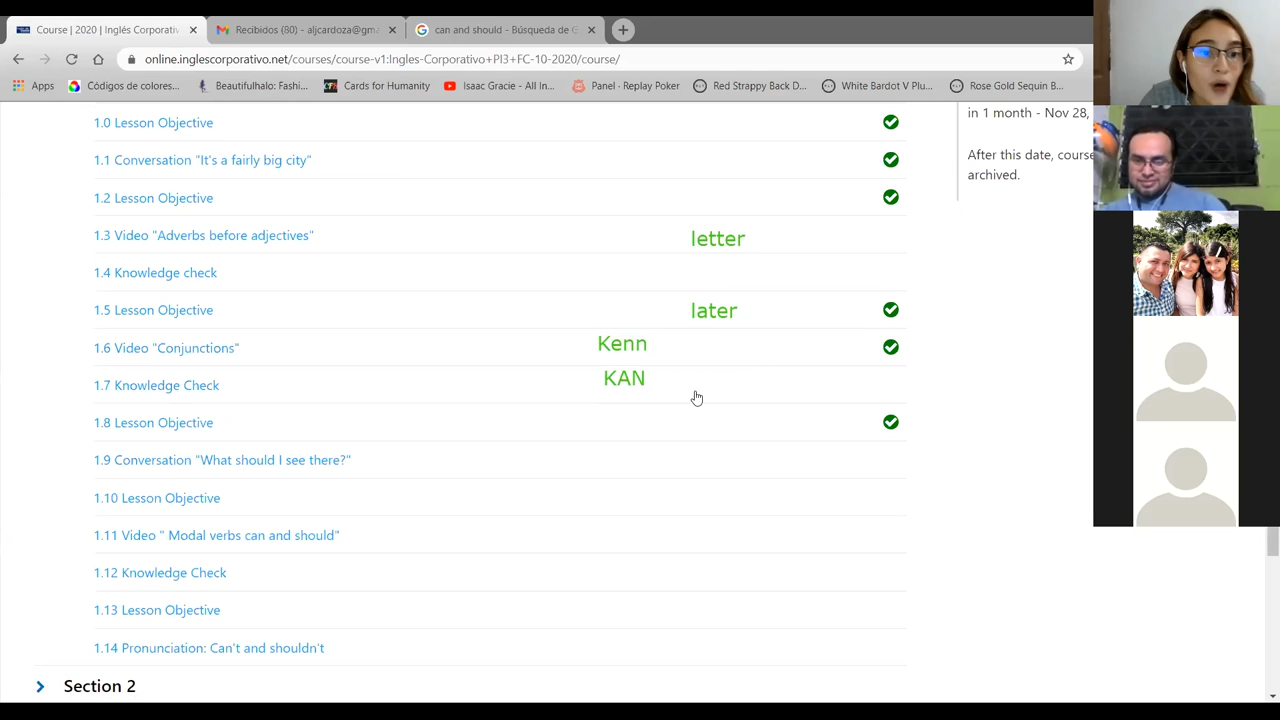 Course | 2020 | Inglés Corporativ
Recibidos (80) - aljcardoza@gma
can and should - Búsqueda de G
online.inglescorporativo.net/courses/course-v1:Ingles-Corporativo+PI3+FC-10-2020/course/
Apps
Códigos de colores...
Beautifulhalo: Fashi...
Cards for Humanity
Isaac Gracie - All In...
Panel - Replay Poker
Red Strappy Back D...
White Bardot V Plu...
Rose Gold Sequin B...
1.0 Lesson Objective
in 1 month - Nov 28,
1.1 Conversation "It's a fairly big city"
After this date, course
archived.
1.2 Lesson Objective
1.3 Video "Adverbs before adjectives"
letter
1.4 Knowledge check
1.5 Lesson Objective
later
1.6 Video "Conjunctions"
Kenn
1.7 Knowledge Check
KAN
1.8 Lesson Objective
1.9 Conversation "What should I see there?"
1.10 Lesson Objective
1.11 Video " Modal verbs can and should"
1.12 Knowledge Check
1.13 Lesson Objective
1.14 Pronunciation: Can't and shouldn't
Section 2